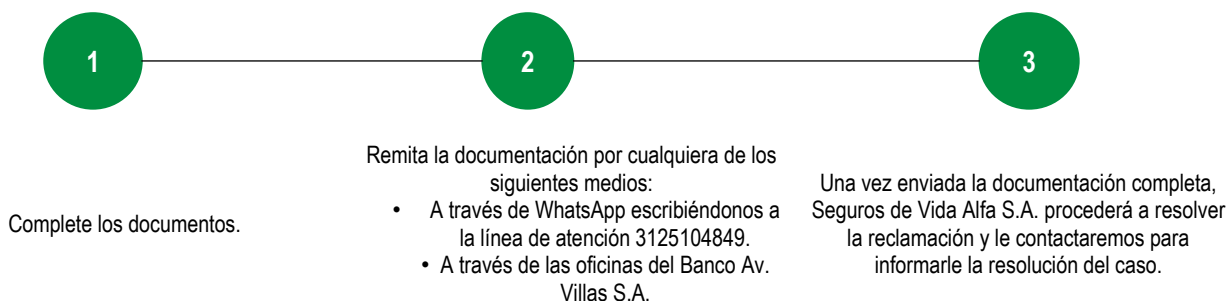 1
2
3
Complete los documentos.
Remita la documentación por cualquiera de los
siguientes medios:
• A través de WhatsApp escribiéndonos a
la línea de atención 3125104849.
• A través de las oficinas del Banco Av.
Villas S.A.
Una vez enviada la documentación completa,
Seguros de Vida Alfa S.A. procederá a resolver
la reclamación y le contactaremos para
informarle la resolución del caso.